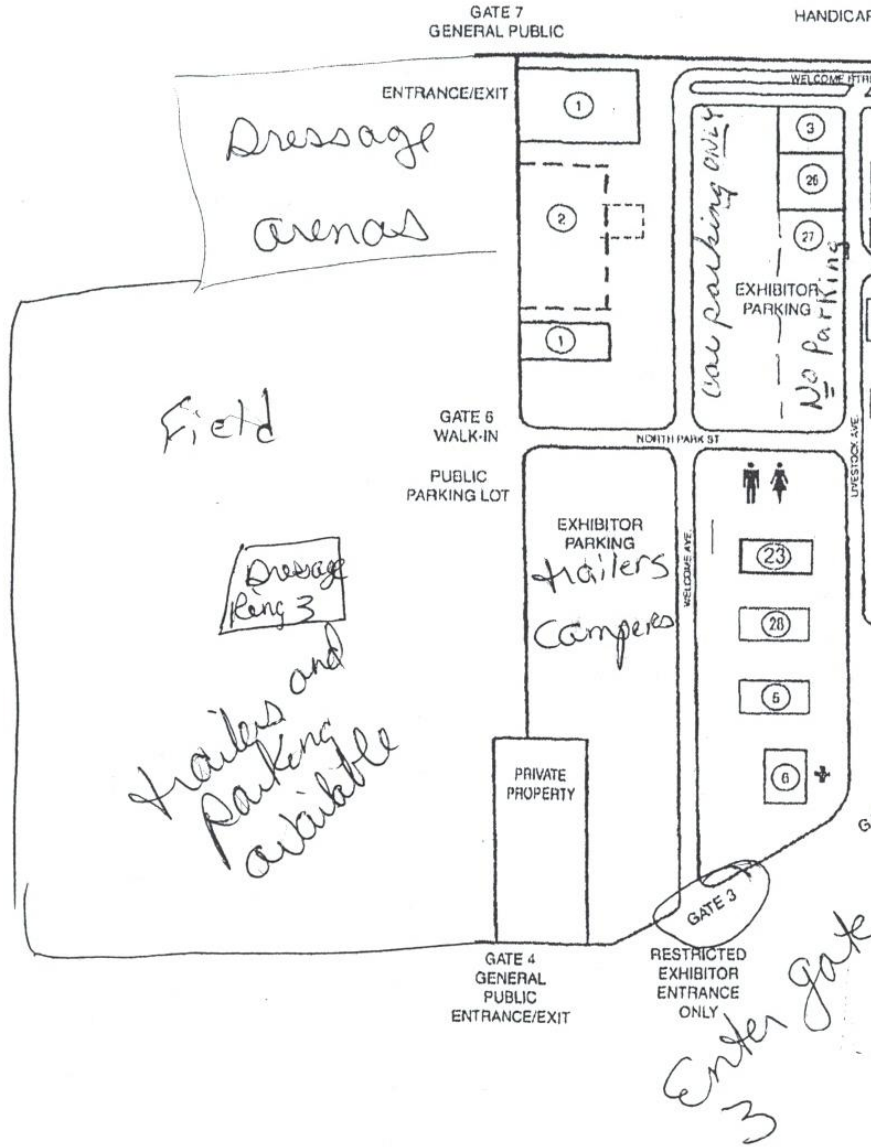 GATE 7
GENERAL PUBLIC
ENTRANCE/EXIT
Dressage
arenas
1
2
1
WELCOME
3
26
27
Car parking ONLY
EXHIBITOR
PARKING
No Parking
Field
GATE 6
WALK-IN
NORTH PARK ST
LIVESTOCK AVE.
PUBLIC
PARKING LOT
EXHIBITOR
PARKING
trailers
Campers
WELCOME AVE.
23
28
5
6
Dressage
Ring 3
trailers and
parking
available
PRIVATE
PROPERTY
GATE 3
GATE 4
GENERAL
PUBLIC
ENTRANCE/EXIT
RESTRICTED
EXHIBITOR
ENTRANCE
ONLY
Enter gate
3